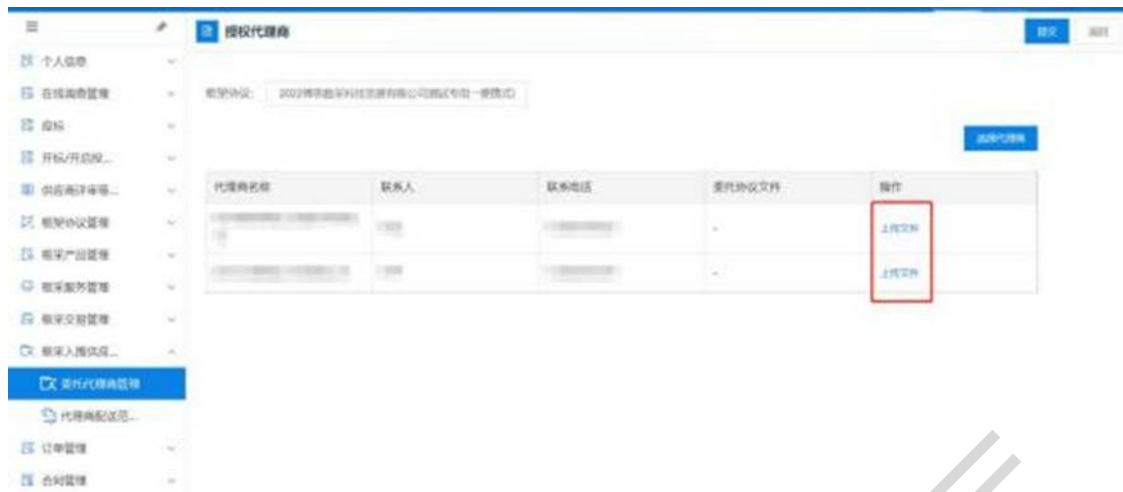 授权代理商
提交
返回
个人信息
在线询价管理
应标
开标/开启投...
供应商评审等...
框架协议管理
框采产品管理
框采服务管理
框采交易管理
框采入围供应...
委托代理商管理
代理商配送范...
订单管理
合同管理
框架协议:
选择代理商
代理商名称 联系人 联系电话 委托协议文件 操作
- 上传文件
- 上传文件